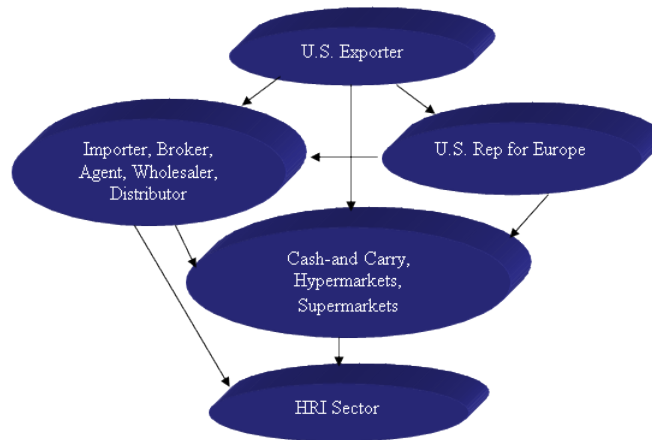 U.S. Exporter
Importer, Broker,
Agent, Wholesaler,
Distributor
U.S. Rep for Europe
Cash-and Carry,
Hypermarkets,
Supermarkets
HRI Sector